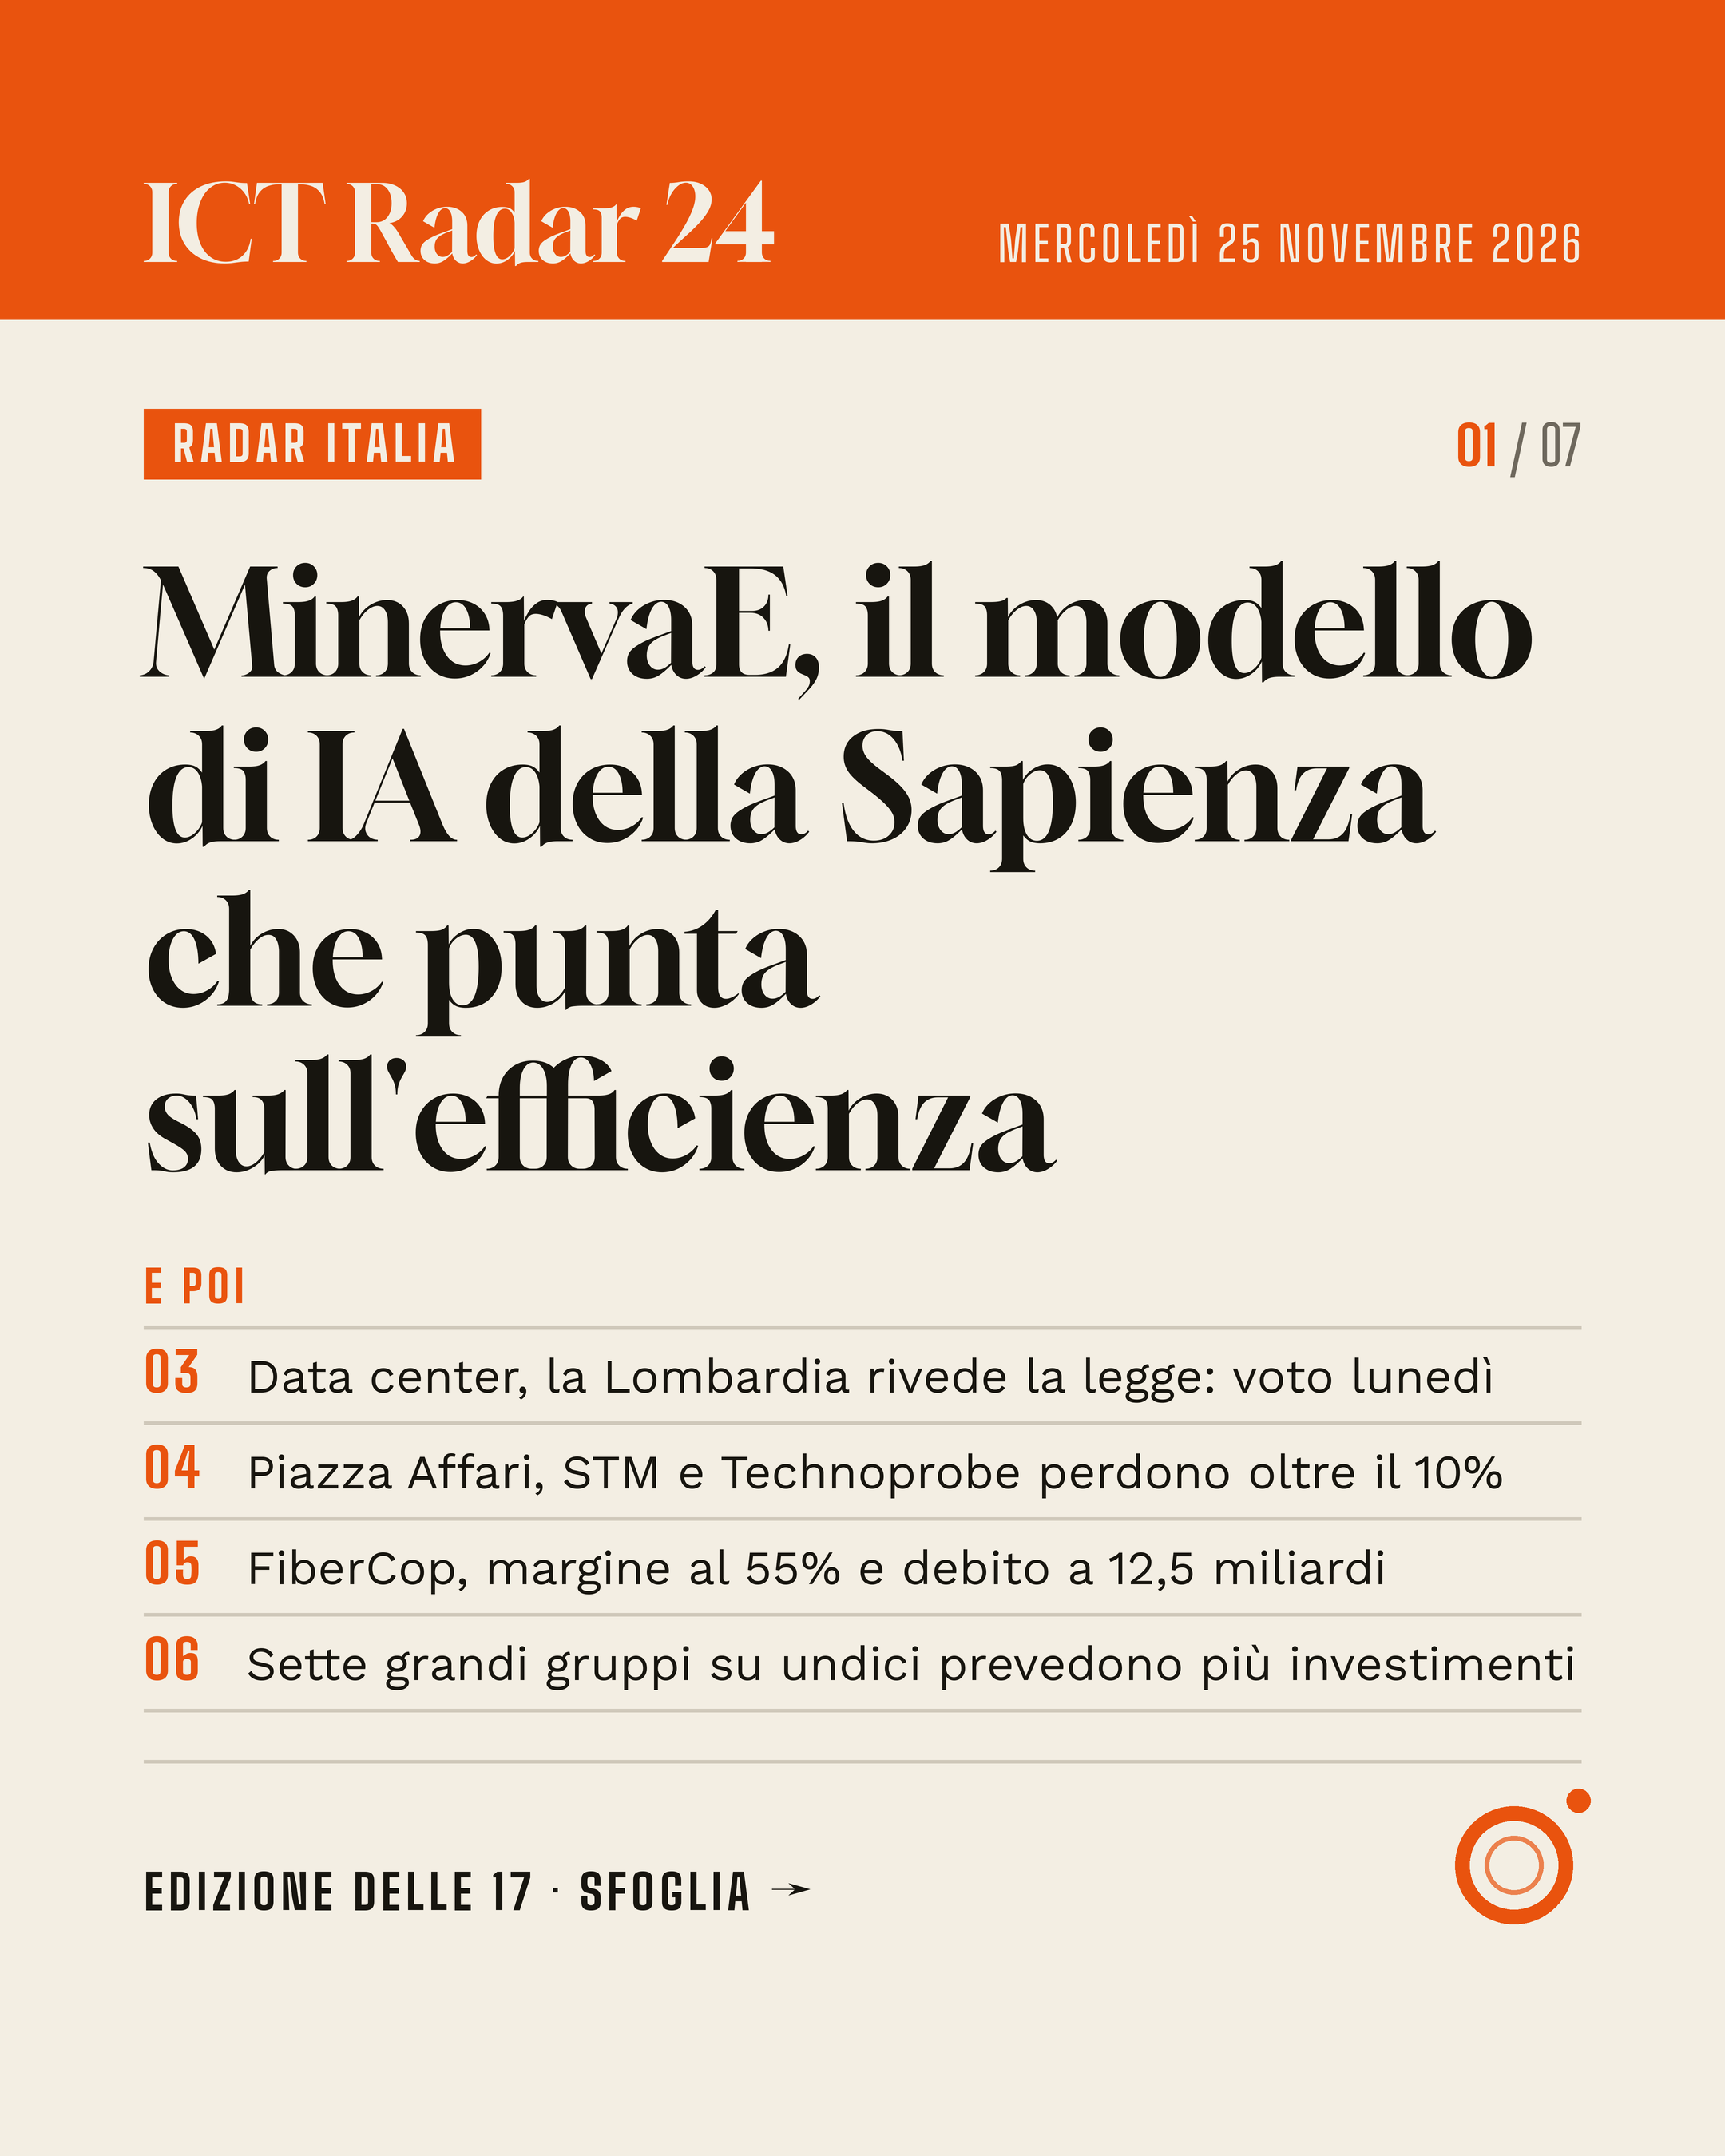 ICT Radar 24
MERCOLEDÌ 25 NOVEMBRE 2026
RADAR ITALIA
01 / 07
MinervaE, il modello
di IA della Sapienza
che punta
sull'efficienza
E POI
03 Data center, la Lombardia rivede la legge: voto lunedì
04 Piazza Affari, STM e Technoprobe perdono oltre il 10%
05 FiberCop, margine al 55% e debito a 12,5 miliardi
06 Sette grandi gruppi su undici prevedono più investimenti
EDIZIONE DELLE 17 · SFOGLIA →